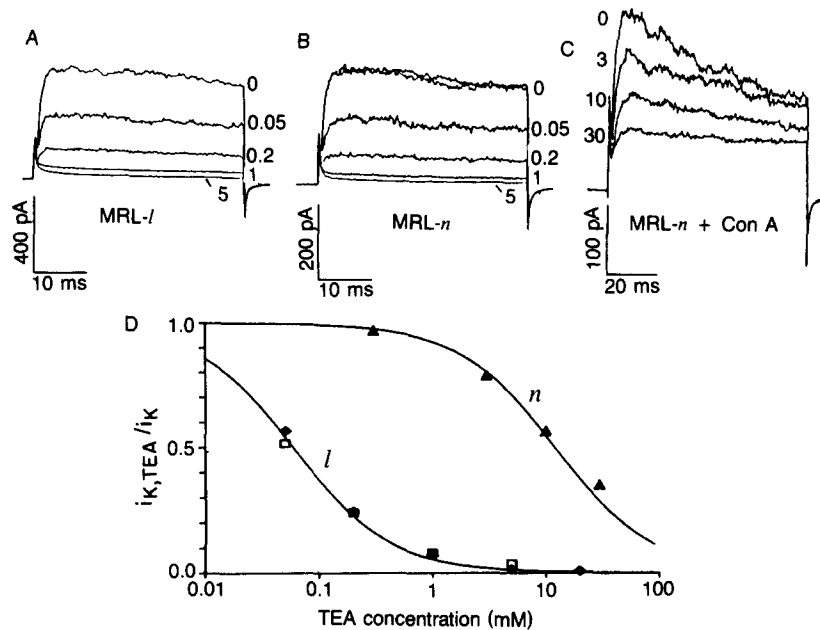 A
0
0.05
0.2
1
5
MRL-l
400 pA
10 ms
B
0
0.05
0.2
1
5
MRL-n
200 pA
10 ms
C
0
3
10
30
MRL-n + Con A
100 pA
20 ms
D
1.0
0.5
0.0
iK,TEA /iK
l
n
0.01
0.1
1
10
100
TEA concentration (mM)